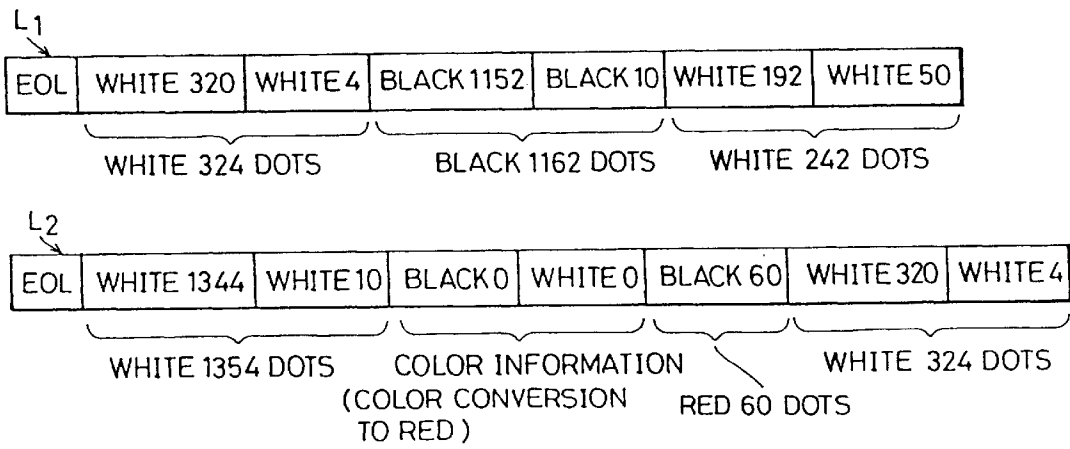 L1
EOL WHITE 320 WHITE 4 BLACK 1152 BLACK 10 WHITE 192 WHITE 50
WHITE 324 DOTS BLACK 1162 DOTS WHITE 242 DOTS
L2
EOL WHITE 1344 WHITE 10 BLACK 0 WHITE 0 BLACK 60 WHITE 320 WHITE 4
WHITE 1354 DOTS COLOR INFORMATION WHITE 324 DOTS
(COLOR CONVERSION RED 60 DOTS
TO RED)